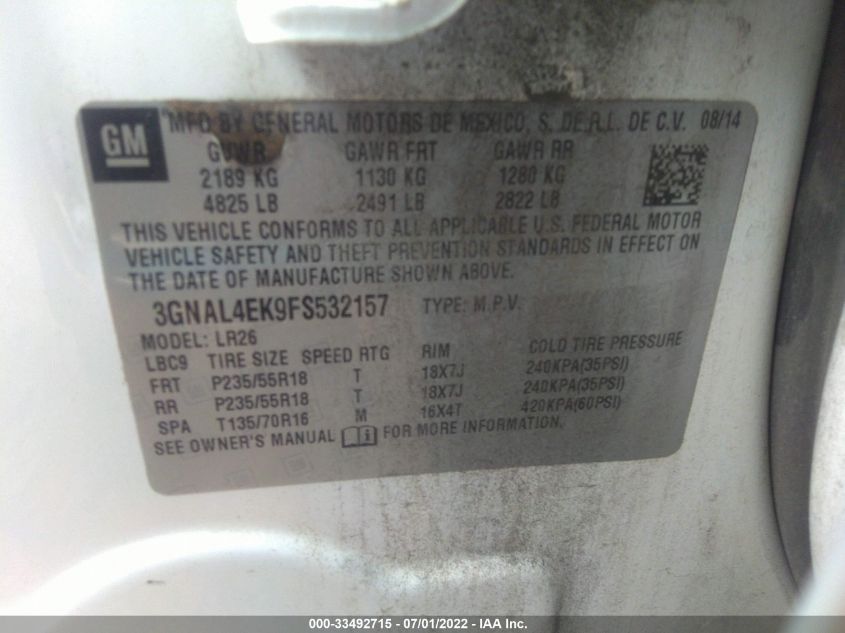 GM
MFD BY GENERAL MOTORS DE MEXICO, S. DE R.L. DE C.V. 08/14
GVWR GAWR FRT GAWR RR
2189 KG 1130 KG 1280 KG
4825 LB 2491 LB 2822 LB
THIS VEHICLE CONFORMS TO ALL APPLICABLE U.S. FEDERAL MOTOR
VEHICLE SAFETY AND THEFT PREVENTION STANDARDS IN EFFECT ON
THE DATE OF MANUFACTURE SHOWN ABOVE.
3GNAL4EK9FS532157 TYPE: M.P.V.
MODEL: LR26
LBC9 TIRE SIZE SPEED RTG RIM COLD TIRE PRESSURE
FRT P235/55R18 T 18X7J 240KPA(35PSI)
RR P235/55R18 T 18X7J 240KPA(35PSI)
SPA T135/70R16 M 16X4T 420KPA(60PSI)
SEE OWNER'S MANUAL FOR MORE INFORMATION.
000-33492715 - 07/01/2022 - IAA Inc.